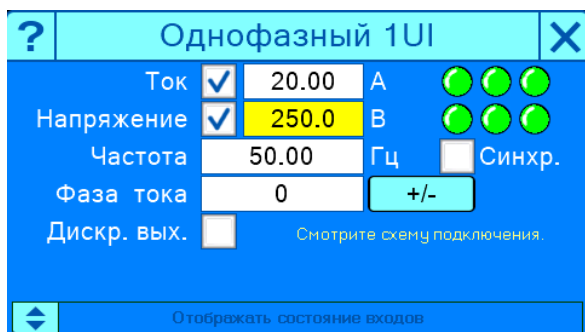 ? Однофазный 1UI X
Ток 20.00 А
Напряжение 250.0 В
Частота 50.00 Гц Синхр.
Фаза тока 0 +/-
Дискр. вых. Смотрите схему подключения.
Отображать состояние входов